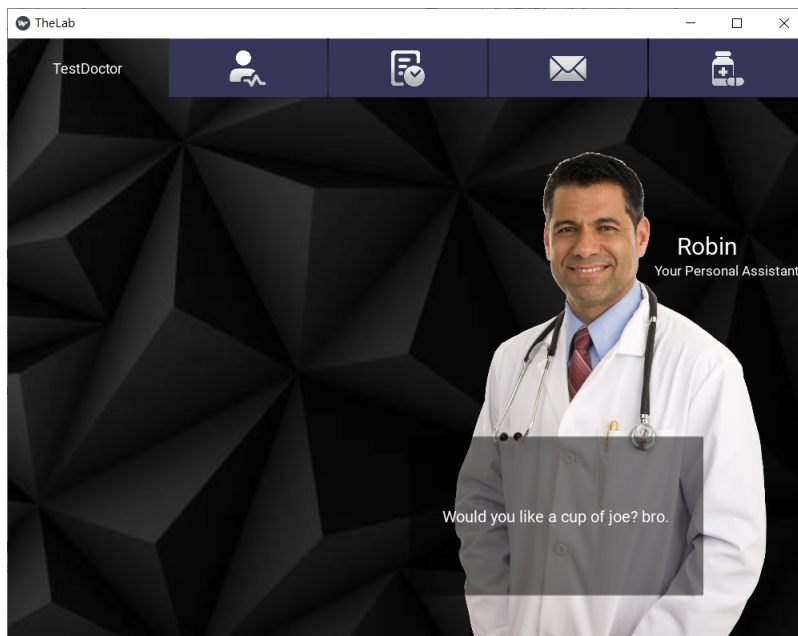 TheLab
TestDoctor
Robin
Your Personal Assistant
Would you like a cup of joe? bro.